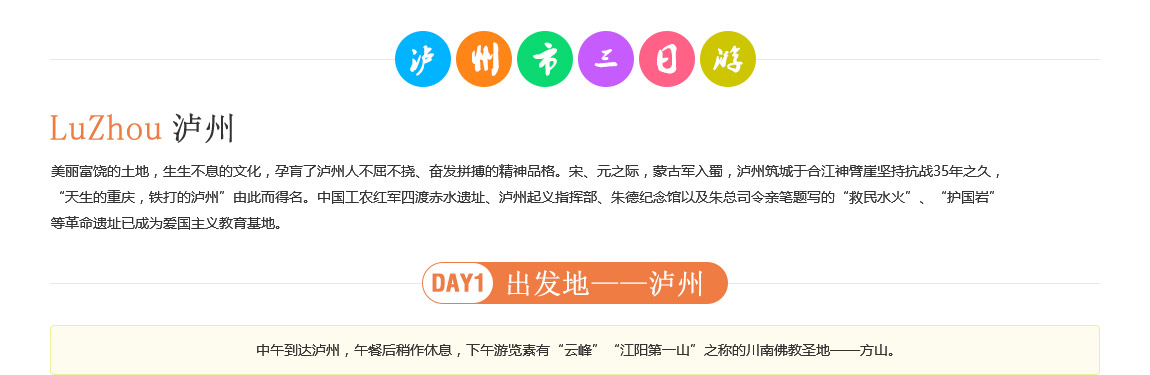 泸州市三日游
LuZhou 泸州
美丽富饶的土地，生生不息的文化，孕肓了泸州人不屈不挠、奋发拼搏的精神品格。宋、元之际，蒙古军入蜀，泸州筑城于合江神臂崖坚持抗战35年之久，
“天生的重庆，铁打的泸州”由此而得名。中国工农红军四渡赤水遗址、泸州起义指挥部、朱德纪念馆以及朱总司令亲笔题写的“救民水火”、“护国岩”
等革命遗址已成为爱国主义教育基地。
DAY1 出发地——泸州
中午到达泸州，午餐后稍作休息，下午游览素有“云峰”“江阳第一山”之称的川南佛教圣地——方山。